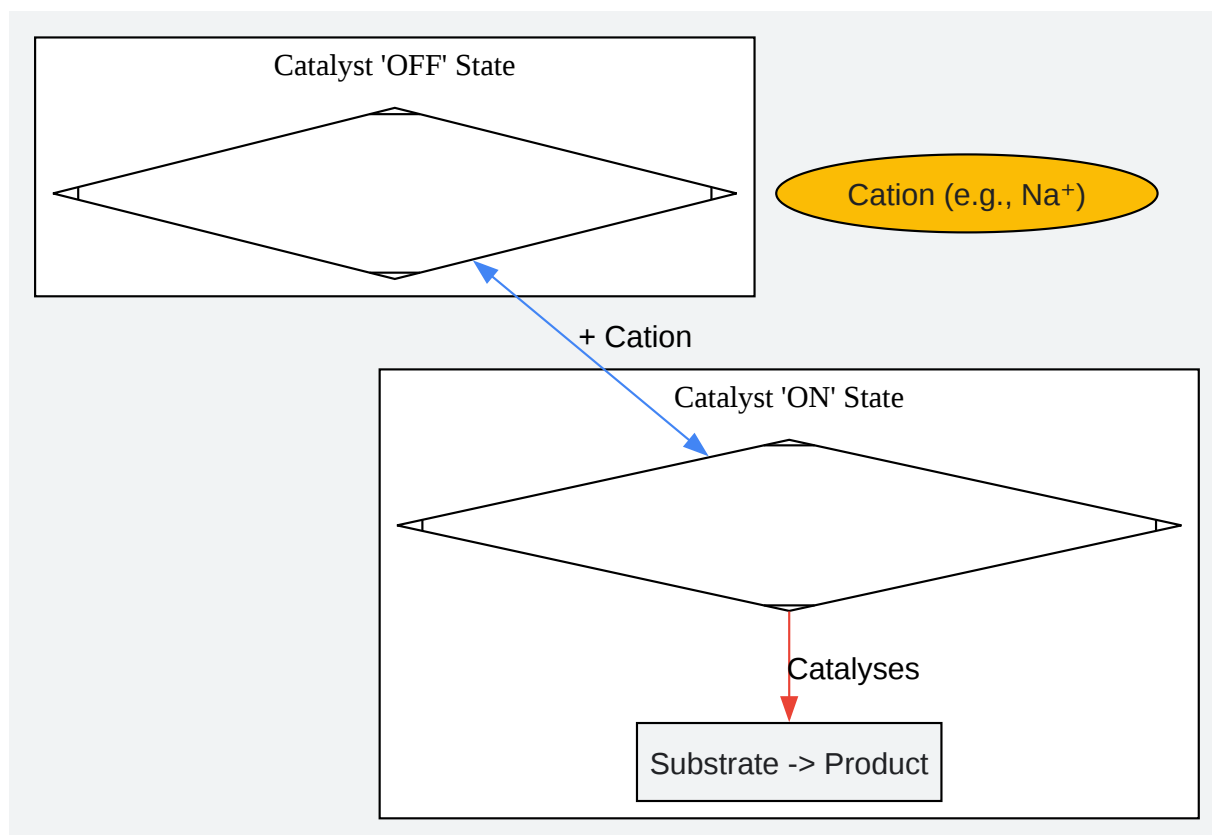 Catalyst 'OFF' State
Cation (e.g., Na⁺)
+ Cation
Catalyst 'ON' State
Catalyses
Substrate -> Product